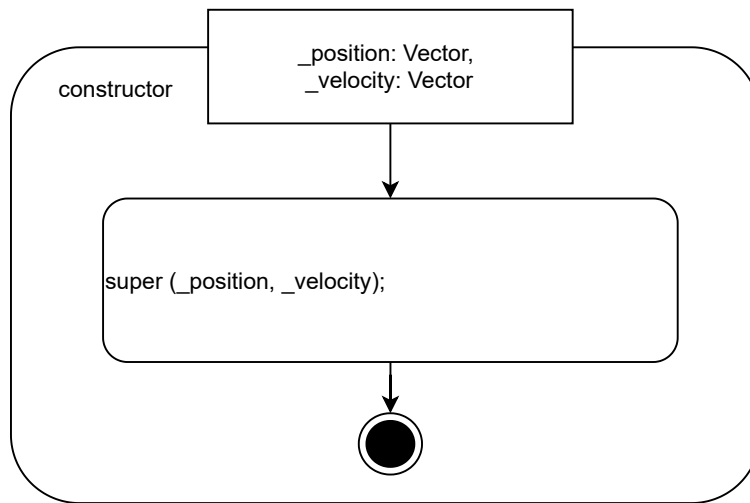 _position: Vector,
_velocity: Vector
constructor
super (_position, _velocity);